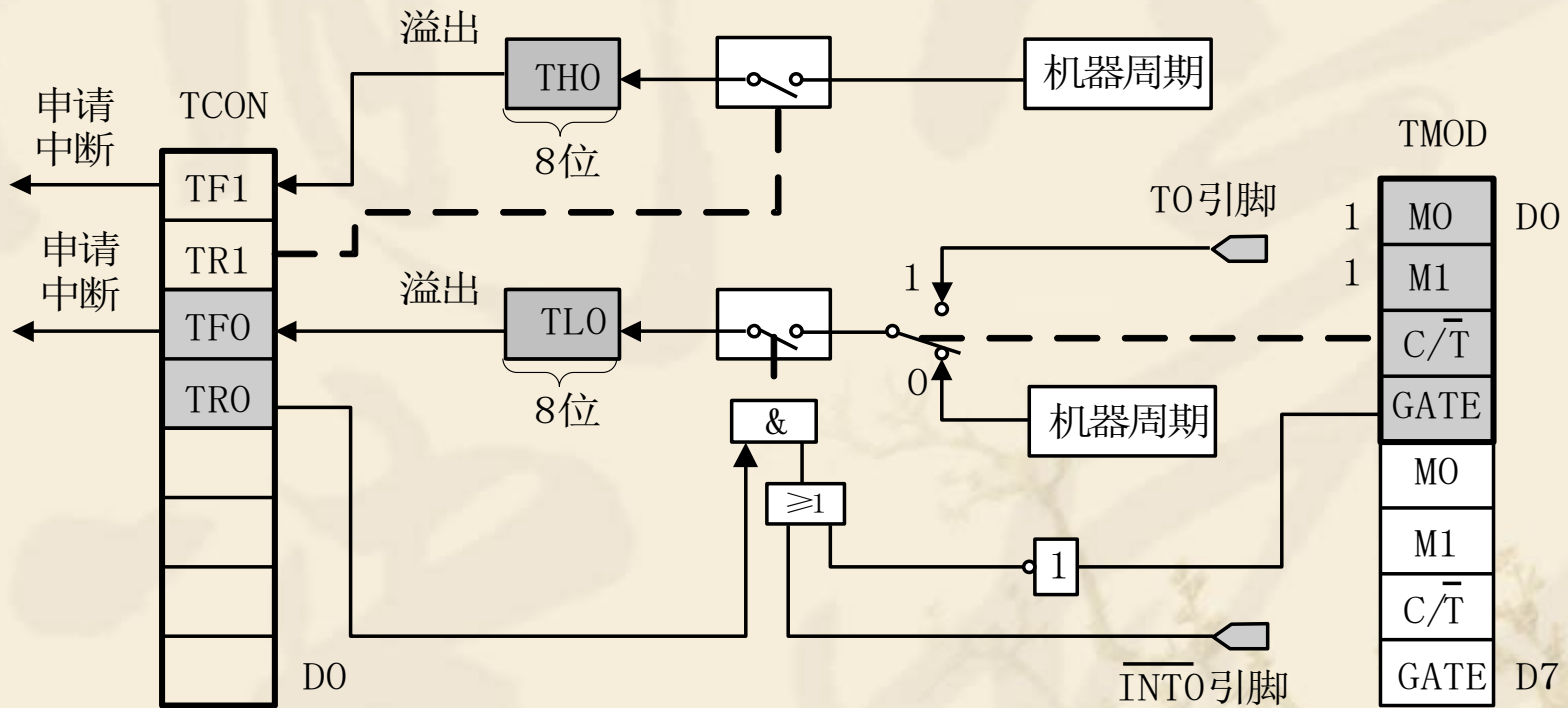 溢出
TH0
8位
机器周期
申请
中断
TCON
TF1
TR1
TF0
TR0
D0
申请
中断
溢出
TL0
8位
&
≥1
1
1
0
T0引脚
机器周期
INT0引脚
TMOD
1
M0
D0
1
M1
C/T̅
GATE
M0
M1
C/T̅
GATE
D7